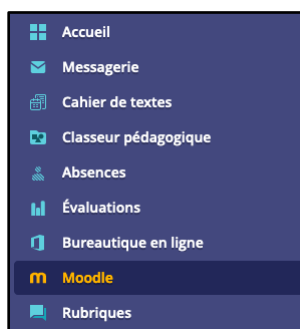 Accueil
Messagerie
Cahier de textes
Classeur pédagogique
Absences
Évaluations
Bureautique en ligne
Moodle
Rubriques